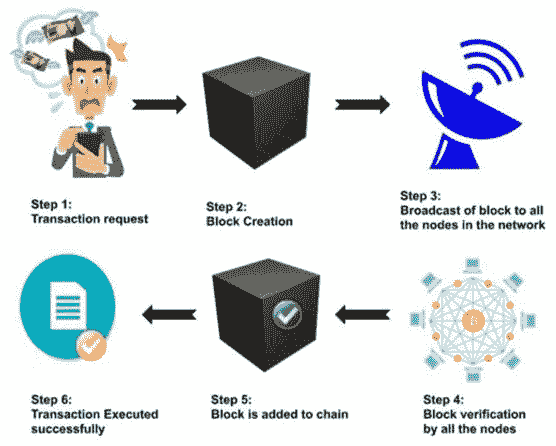 Step 1:
Transaction request
Step 2:
Block Creation
Step 3:
Broadcast of block to all
the nodes in the network
Step 4:
Block verification
by all the nodes
Step 5:
Block is added to chain
Step 6:
Transaction Executed
successfully